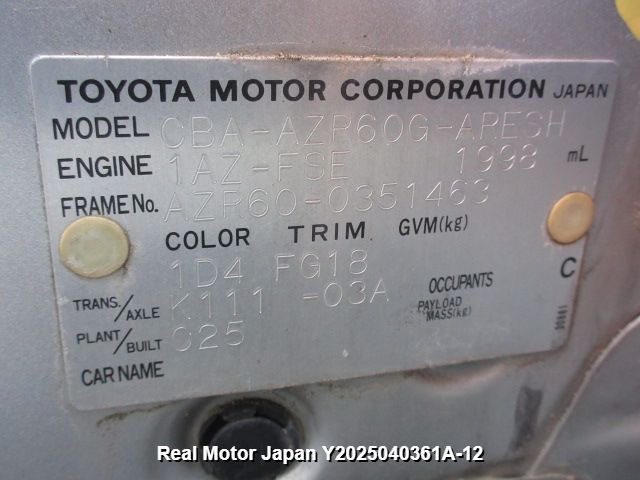 TOYOTA MOTOR CORPORATION JAPAN
MODEL CBA-AZR60G-ARESH
ENGINE 1AZ-FSE 1998 mL
FRAME No. AZR60-0351463
COLOR TRIM GVM(kg)
1D4 FG18
C
TRANS./AXLE K111 -03A OCCUPANTS
PAYLOAD MASS(kg)
PLANT/BUILT C25
CAR NAME
Real Motor Japan Y2025040361A-12